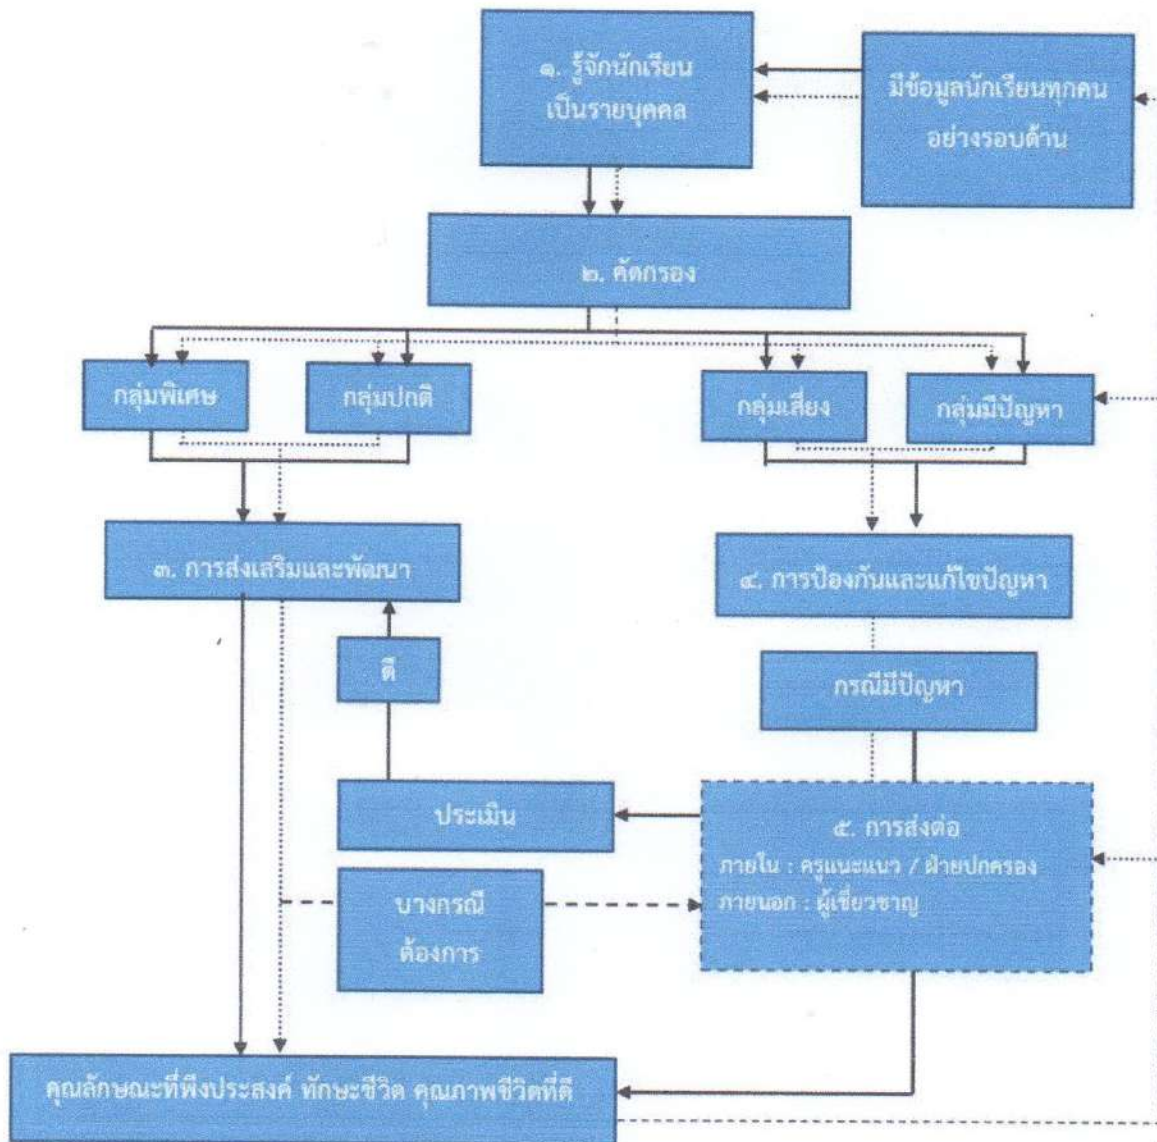 ๑. รู้จักนักเรียน
เป็นรายบุคคล
มีข้อมูลนักเรียนทุกคน
อย่างรอบด้าน
๒. คัดกรอง
กลุ่มพิเศษ
กลุ่มปกติ
กลุ่มเสี่ยง
กลุ่มมีปัญหา
๓. การส่งเสริมและพัฒนา
๔. การป้องกันและแก้ไขปัญหา
ดี
กรณีมีปัญหา
ประเมิน
๕. การส่งต่อ
ภายใน : ครูแนะแนว / ฝ่ายปกครอง
ภายนอก : ผู้เชี่ยวชาญ
บางกรณี
ต้องการ
คุณลักษณะที่พึงประสงค์ ทักษะชีวิต คุณภาพชีวิตที่ดี